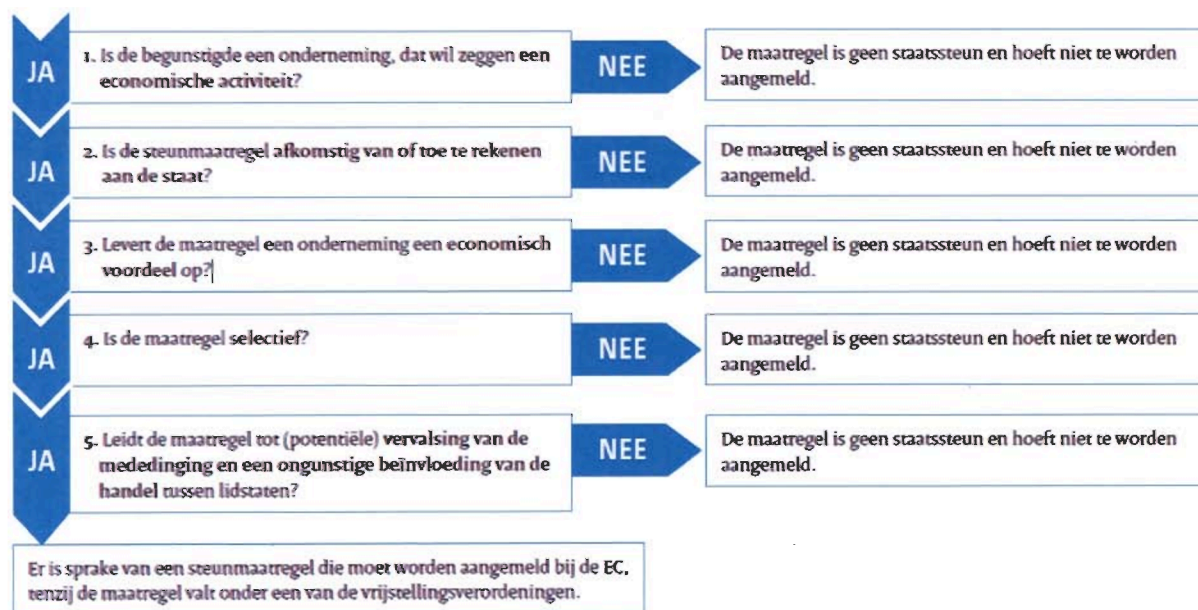 JA
1. Is de begunstigde een onderneming, dat wil zeggen een
economische activiteit?
NEE
De maatregel is geen staatssteun en hoeft niet te worden
aangemeld.
JA
2. Is de steunmaatregel afkomstig van of toe te rekenen
aan de staat?
NEE
De maatregel is geen staatssteun en hoeft niet te worden
aangemeld.
JA
3. Levert de maatregel een onderneming een economisch
voordeel op?
NEE
De maatregel is geen staatssteun en hoeft niet te worden
aangemeld.
JA
4. Is de maatregel selectief?
NEE
De maatregel is geen staatssteun en hoeft niet te worden
aangemeld.
JA
5. Leidt de maatregel tot (potentiële) vervalsing van de
mededinging en een ongunstige beïnvloeding van de
handel tussen lidstaten?
NEE
De maatregel is geen staatssteun en hoeft niet te worden
aangemeld.
Er is sprake van een steunmaatregel die moet worden aangemeld bij de EC,
tenzij de maatregel valt onder een van de vrijstellingsverordeningen.